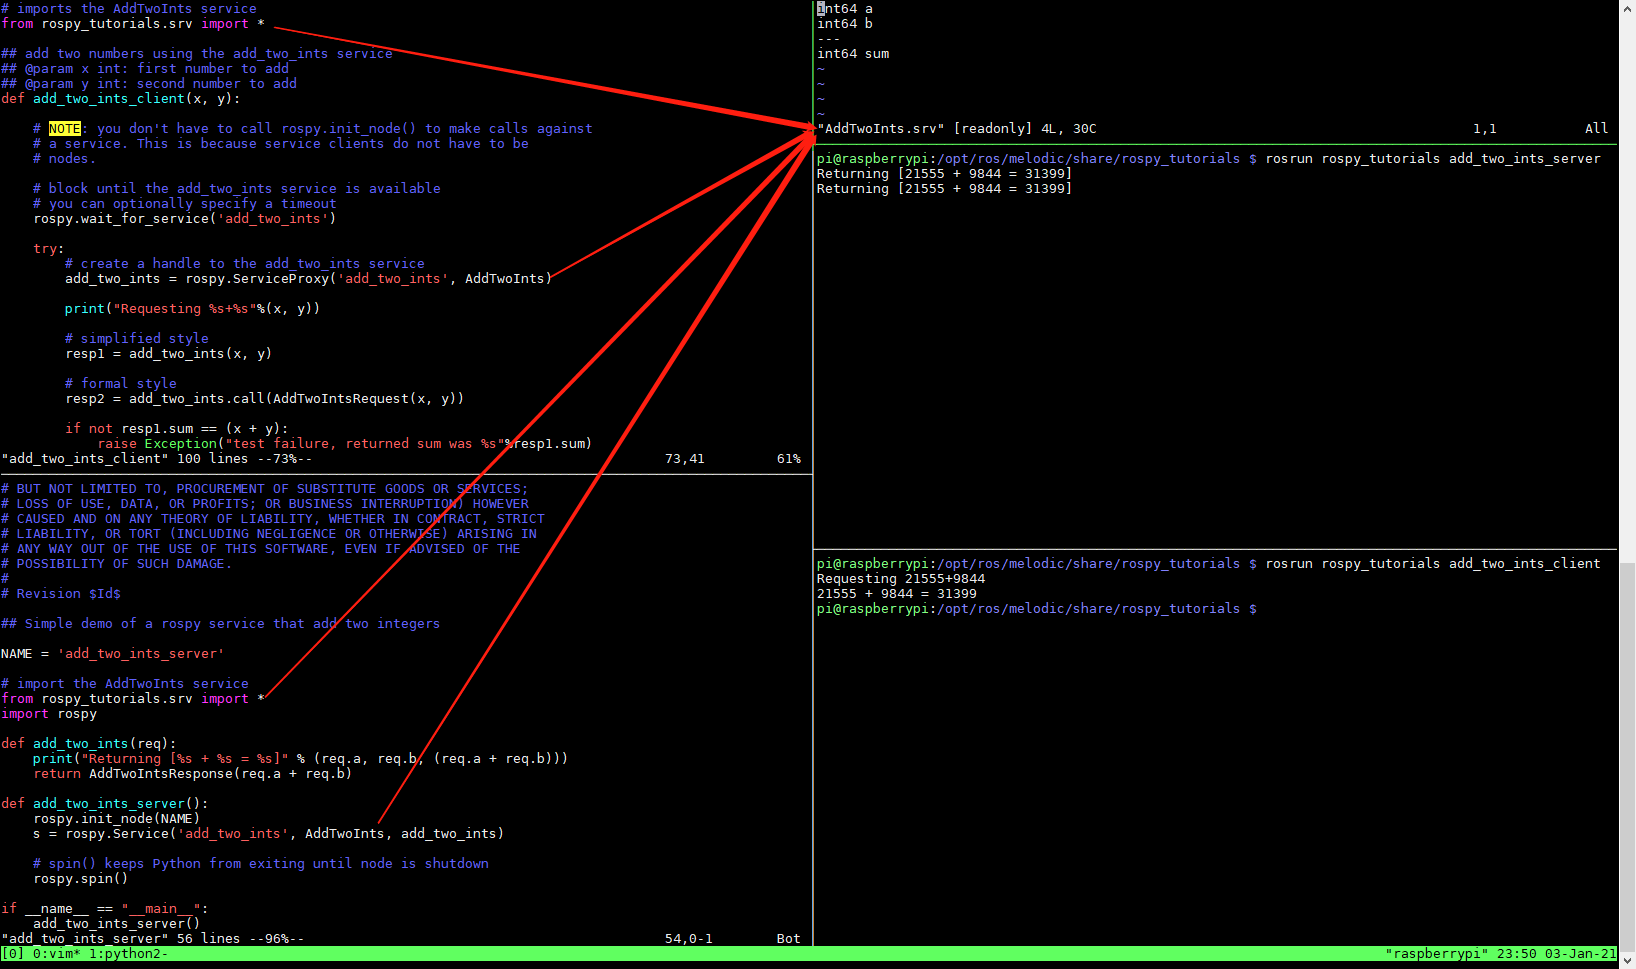 # imports the AddTwoInts service
from rospy_tutorials.srv import *
## add two numbers using the add_two_ints service
## @param x int: first number to add
## @param y int: second number to add
def add_two_ints_client(x, y):
# NOTE: you don't have to call rospy.init_node() to make calls against
# a service. This is because service clients do not have to be
# nodes.
# block until the add_two_ints service is available
# you can optionally specify a timeout
rospy.wait_for_service('add_two_ints')
try:
# create a handle to the add_two_ints service
add_two_ints = rospy.ServiceProxy('add_two_ints', AddTwoInts)
print("Requesting %s+%s"%(x, y))
# simplified style
resp1 = add_two_ints(x, y)
# formal style
resp2 = add_two_ints.call(AddTwoIntsRequest(x, y))
if not resp1.sum == (x + y):
raise Exception("test failure, returned sum was %s"%resp1.sum)
"add_two_ints_client" 100 lines --73%-- 73,41 61%
# BUT NOT LIMITED TO, PROCUREMENT OF SUBSTITUTE GOODS OR SERVICES;
# LOSS OF USE, DATA, OR PROFITS; OR BUSINESS INTERRUPTION) HOWEVER
# CAUSED AND ON ANY THEORY OF LIABILITY, WHETHER IN CONTRACT, STRICT
# LIABILITY, OR TORT (INCLUDING NEGLIGENCE OR OTHERWISE) ARISING IN
# ANY WAY OUT OF THE USE OF THIS SOFTWARE, EVEN IF ADVISED OF THE
# POSSIBILITY OF SUCH DAMAGE.
#
# Revision $Id$
## Simple demo of a rospy service that add two integers
NAME = 'add_two_ints_server'
# import the AddTwoInts service
from rospy_tutorials.srv import *
import rospy
def add_two_ints(req):
print("Returning [%s + %s = %s]" % (req.a, req.b, (req.a + req.b)))
return AddTwoIntsResponse(req.a + req.b)
def add_two_ints_server():
rospy.init_node(NAME)
s = rospy.Service('add_two_ints', AddTwoInts, add_two_ints)
# spin() keeps Python from exiting until node is shutdown
rospy.spin()
if __name__ == "__main__":
add_two_ints_server()
"add_two_ints_server" 56 lines --96%-- 54,0-1 Bot
int64 a
int64 b
---
int64 sum
~
~
~
~
"AddTwoInts.srv" [readonly] 4L, 30C 1,1 All
pi@raspberrypi:/opt/ros/melodic/share/rospy_tutorials $ rosrun rospy_tutorials add_two_ints_server
Returning [21555 + 9844 = 31399]
Returning [21555 + 9844 = 31399]
pi@raspberrypi:/opt/ros/melodic/share/rospy_tutorials $ rosrun rospy_tutorials add_two_ints_client
Requesting 21555+9844
21555 + 9844 = 31399
pi@raspberrypi:/opt/ros/melodic/share/rospy_tutorials $
[0] 0:vim* 1:python2- "raspberrypi" 23:50 03-Jan-21